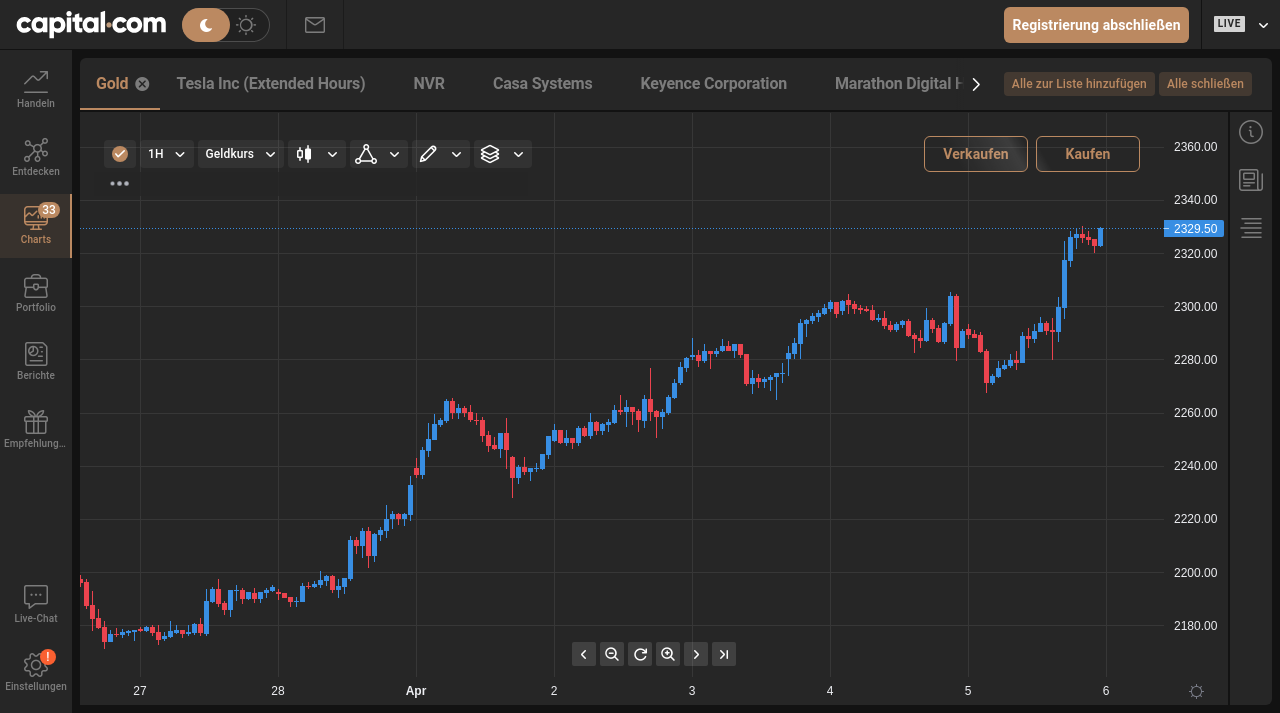 capital.com
Registrierung abschließen
LIVE
Handeln
Entdecken
33
Charts
Portfolio
Berichte
Empfehlung...
Live-Chat
!
Einstellungen
Gold
Tesla Inc (Extended Hours)
NVR
Casa Systems
Keyence Corporation
Marathon Digital H
Alle zur Liste hinzufügen
Alle schließen
1H
Geldkurs
Verkaufen
Kaufen
2360.00
2340.00
2329.50
2320.00
2300.00
2280.00
2260.00
2240.00
2220.00
2200.00
2180.00
27
28
Apr
2
3
4
5
6